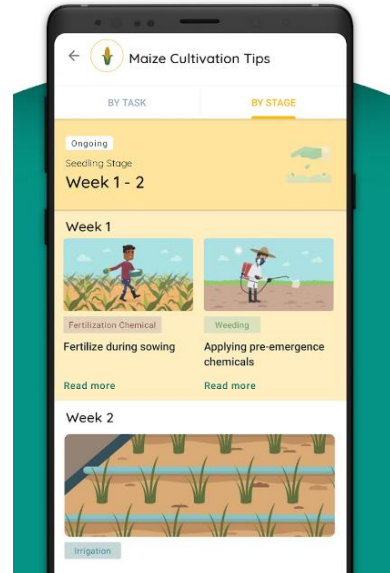 Maize Cultivation Tips
BY TASK
BY STAGE
Ongoing
Seedling Stage
Week 1 - 2
Week 1
Fertilization Chemical
Weeding
Fertilize during sowing
Applying pre-emergence
chemicals
Read more
Read more
Week 2
Irrigation